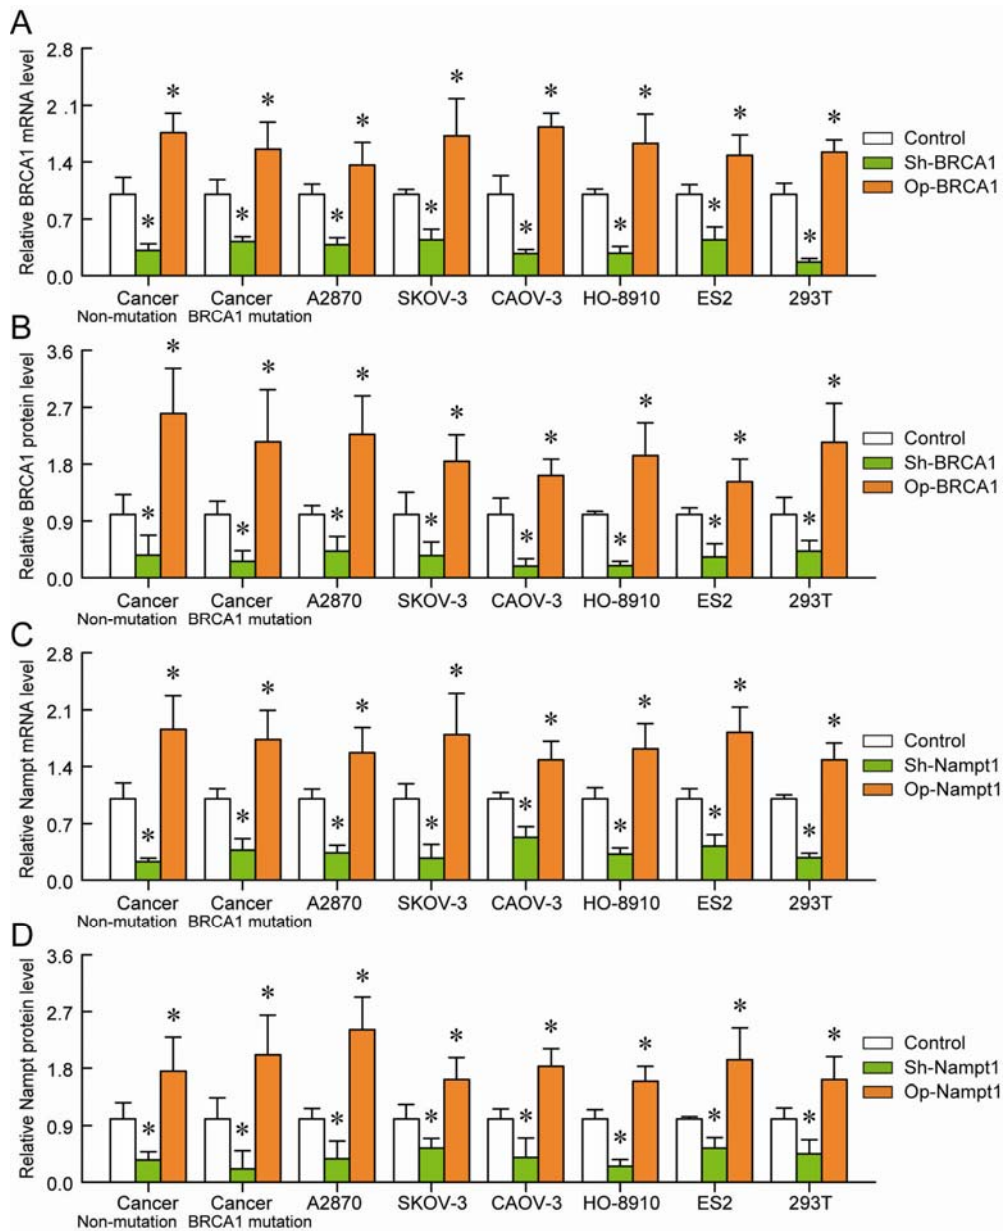 A
Relative BRCA1 mRNA level
2.8
2.1
1.4
0.7
0.0
* * * * * * * *
* * * * * * * *
Control
Sh-BRCA1
Op-BRCA1
Cancer Cancer A2870 SKOV-3 CAOV-3 HO-8910 ES2 293T
Non-mutation BRCA1 mutation
B
Relative BRCA1 protein level
3.6
2.7
1.8
0.9
0.0
* * * * * * * *
* * * * * * * *
Control
Sh-BRCA1
Op-BRCA1
Cancer Cancer A2870 SKOV-3 CAOV-3 HO-8910 ES2 293T
Non-mutation BRCA1 mutation
C
Relative Nampt mRNA level
2.8
2.1
1.4
0.7
0.0
* * * * * * * *
* * * * * * * *
Control
Sh-Nampt1
Op-Nampt1
Cancer Cancer A2870 SKOV-3 CAOV-3 HO-8910 ES2 293T
Non-mutation BRCA1 mutation
D
Relative Nampt protein level
3.6
2.7
1.8
0.9
0.0
* * * * * * * *
* * * * * * * *
Control
Sh-Nampt1
Op-Nampt1
Cancer Cancer A2870 SKOV-3 CAOV-3 HO-8910 ES2 293T
Non-mutation BRCA1 mutation